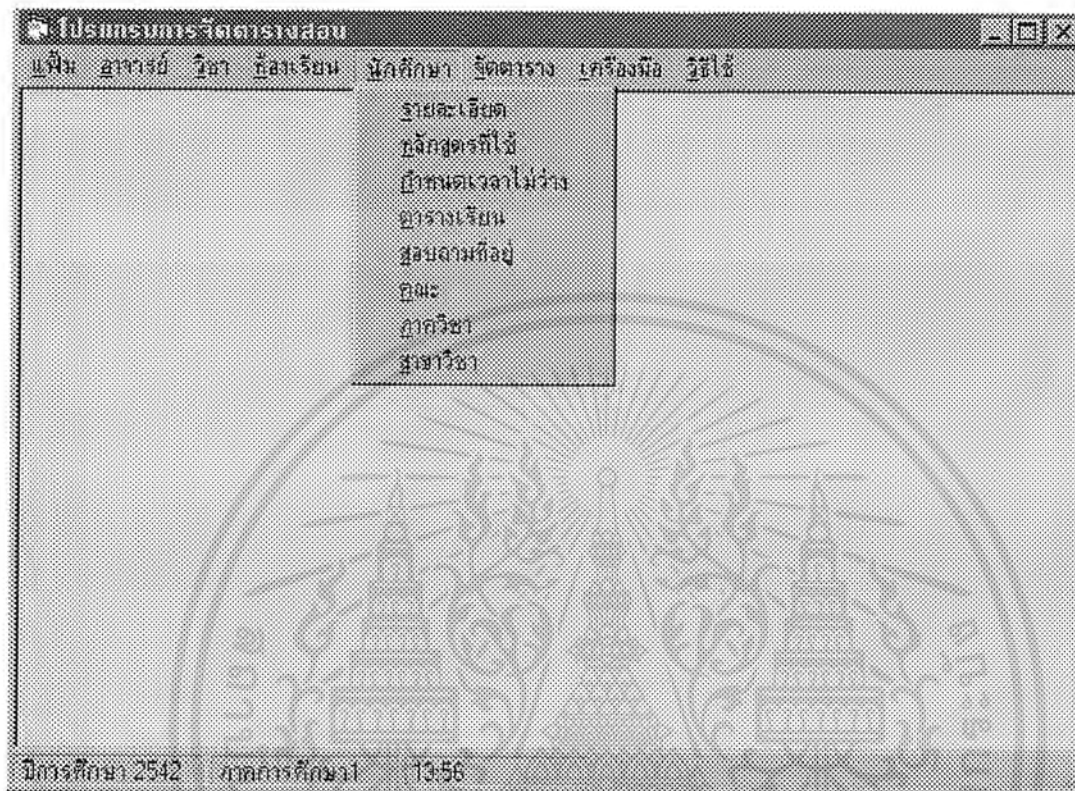 โปรแกรมการจัดตารางสอน
แฟ้ม อาจารย์ วิชา ห้องเรียน นักศึกษา จัดตาราง เครื่องมือ วิธีใช้
รายละเอียด
หลักสูตรที่ใช้
กำหนดเวลาไม่ว่าง
ตารางเรียน
สอบถามที่อยู่
คณะ
ภาควิชา
สาขาวิชา
ปีการศึกษา 2542 ภาคการศึกษา1 13:56